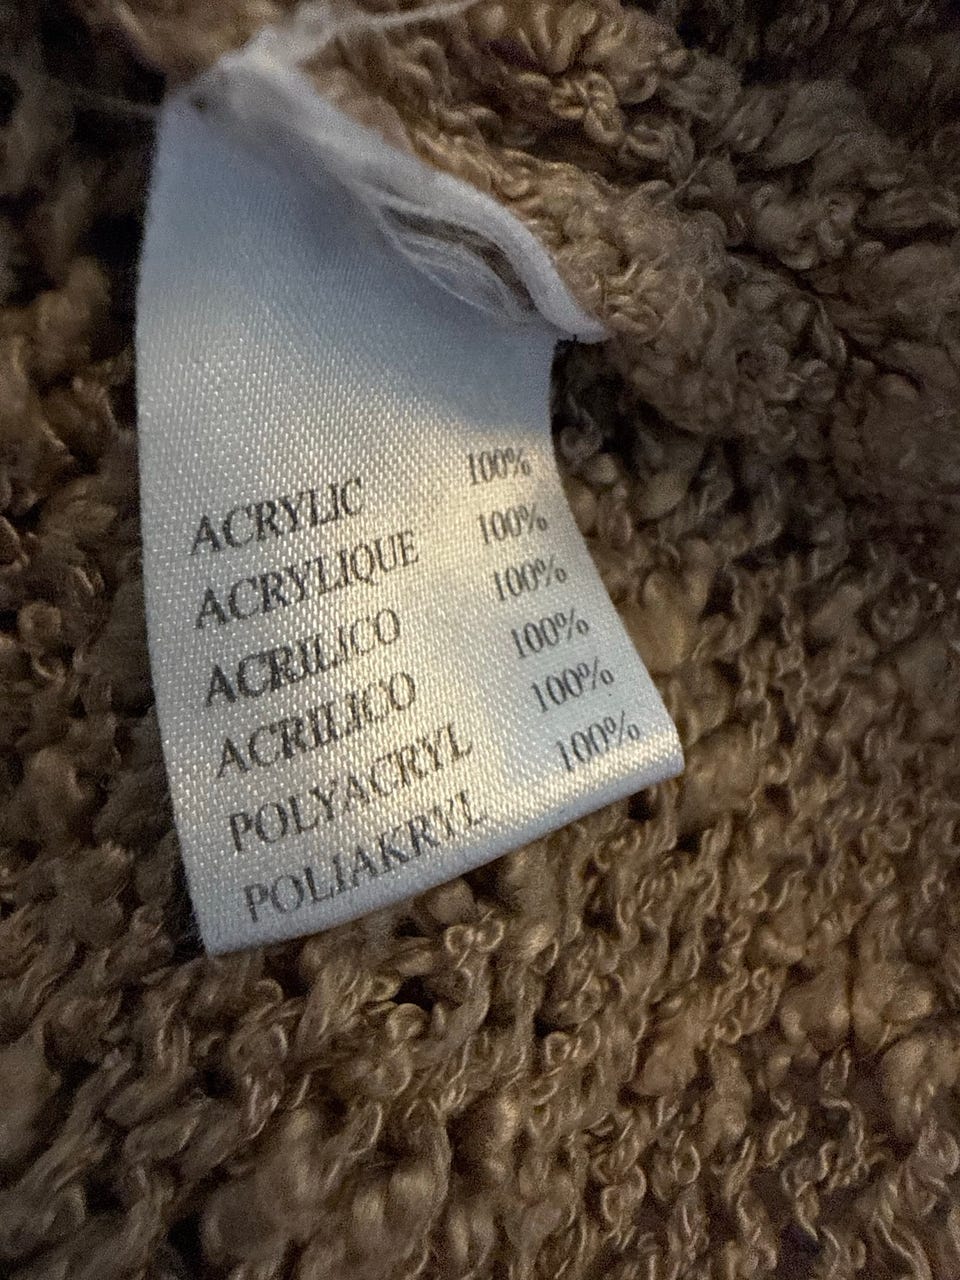 ACRYLIC 100%
ACRYLIQUE 100%
ACRILICO 100%
ACRILICO 100%
POLYACRYL 100%
POLIAKRYL 100%